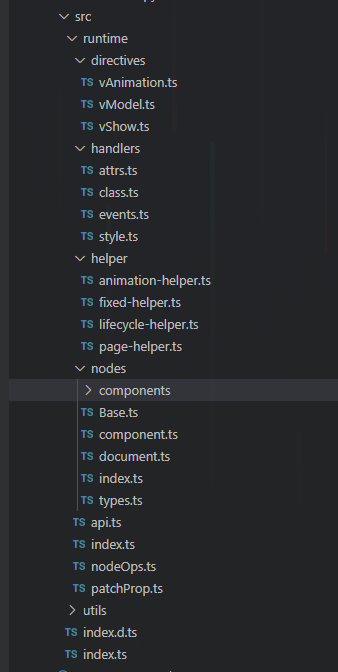 src
runtime
directives
TS vAnimation.ts
TS vModel.ts
TS vShow.ts
handlers
TS attrs.ts
TS class.ts
TS events.ts
TS style.ts
helper
TS animation-helper.ts
TS fixed-helper.ts
TS lifecycle-helper.ts
TS page-helper.ts
nodes
components
TS Base.ts
TS component.ts
TS document.ts
TS index.ts
TS types.ts
TS api.ts
TS index.ts
TS nodeOps.ts
TS patchProp.ts
utils
TS index.d.ts
TS index.ts